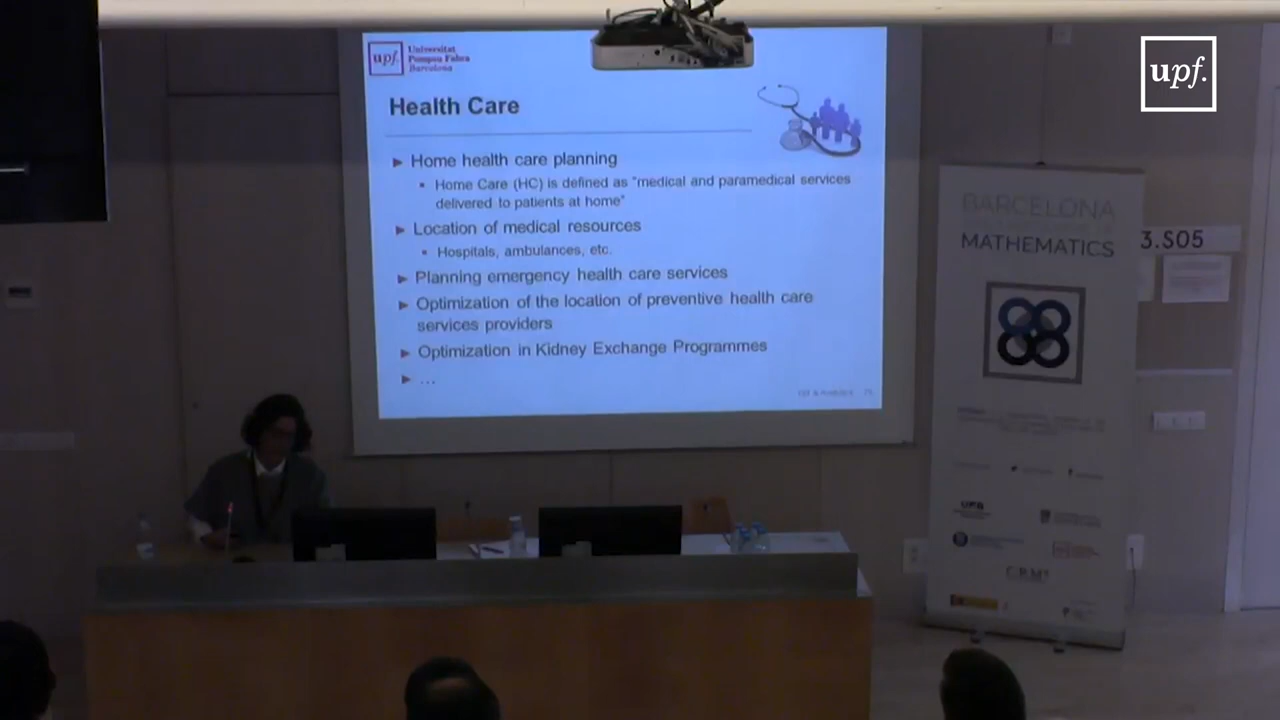 upf.
Universitat
Pompeu Fabra
Barcelona
upf.
Health Care
► Home health care planning
▪ Home Care (HC) is defined as "medical and paramedical services
delivered to patients at home"
► Location of medical resources
▪ Hospitals, ambulances, etc.
► Planning emergency health care services
► Optimization of the location of preventive health care
services providers
► Optimization in Kidney Exchange Programmes
► ...
BARCELONA
MATHEMATICS
3.S05